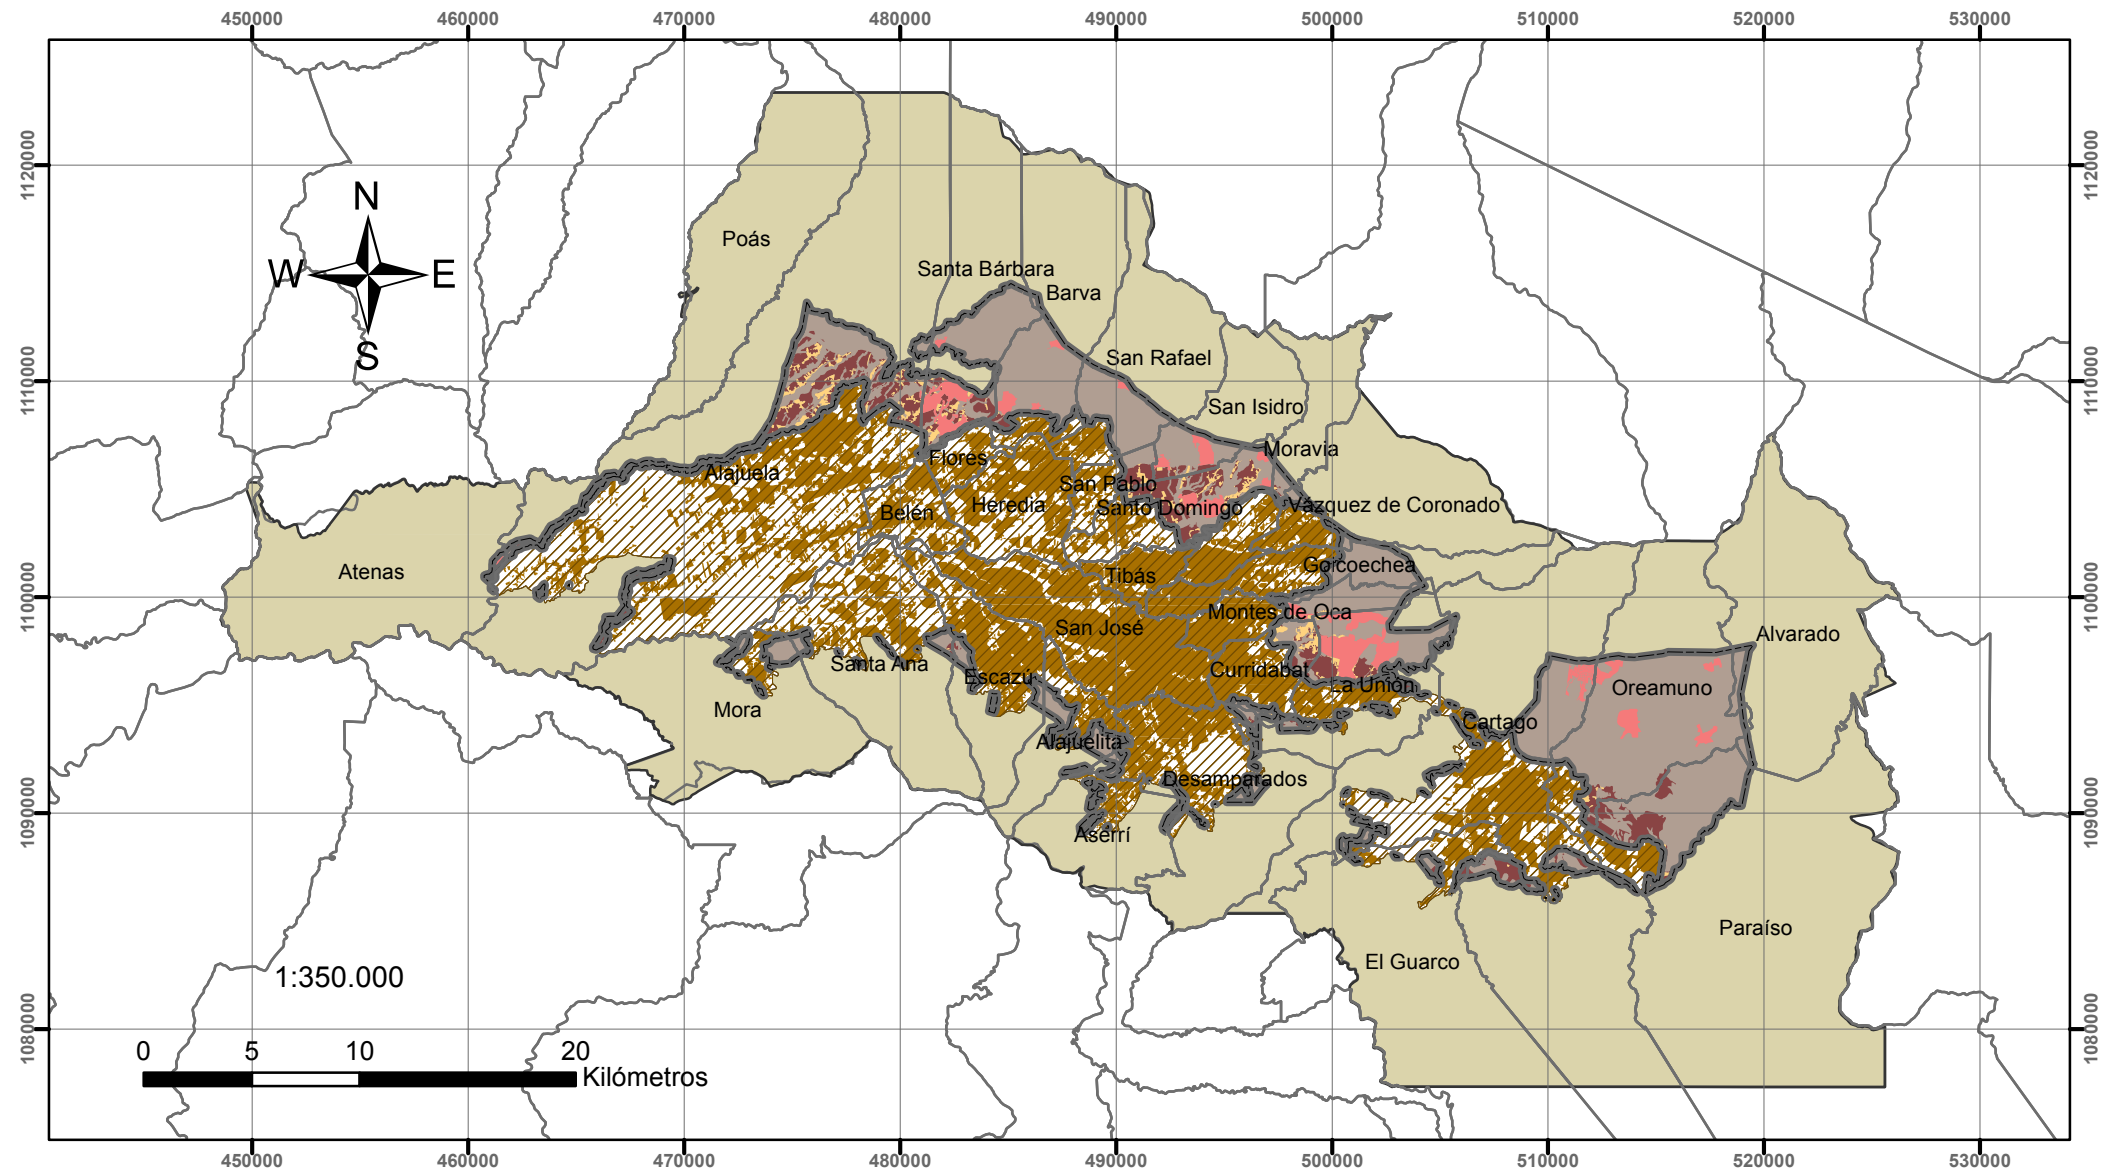 450000 460000 470000 480000 490000 500000 510000 520000 530000
1120000 1120000
N
W E
S
Poás
Santa Bárbara
Barva
San Rafael
1110000 1110000
San Isidro
Moravia
Flores
Alajuela
San Pablo
Heredia
Santo Domingo
Vázquez de Coronado
Belén
Goicoechea
Atenas
Tibás
1100000 1100000
Montes de Oca
San José
Alvarado
Santa Ana
Curridabat
Escazú
La Unión
Oreamuno
Mora
Cartago
Alajuelita
Desamparados
1090000 1090000
Aserrí
Paraíso
El Guarco
1:350.000
1080000 1080000
0 5 10 20
Kilómetros
450000 460000 470000 480000 490000 500000 510000 520000 530000